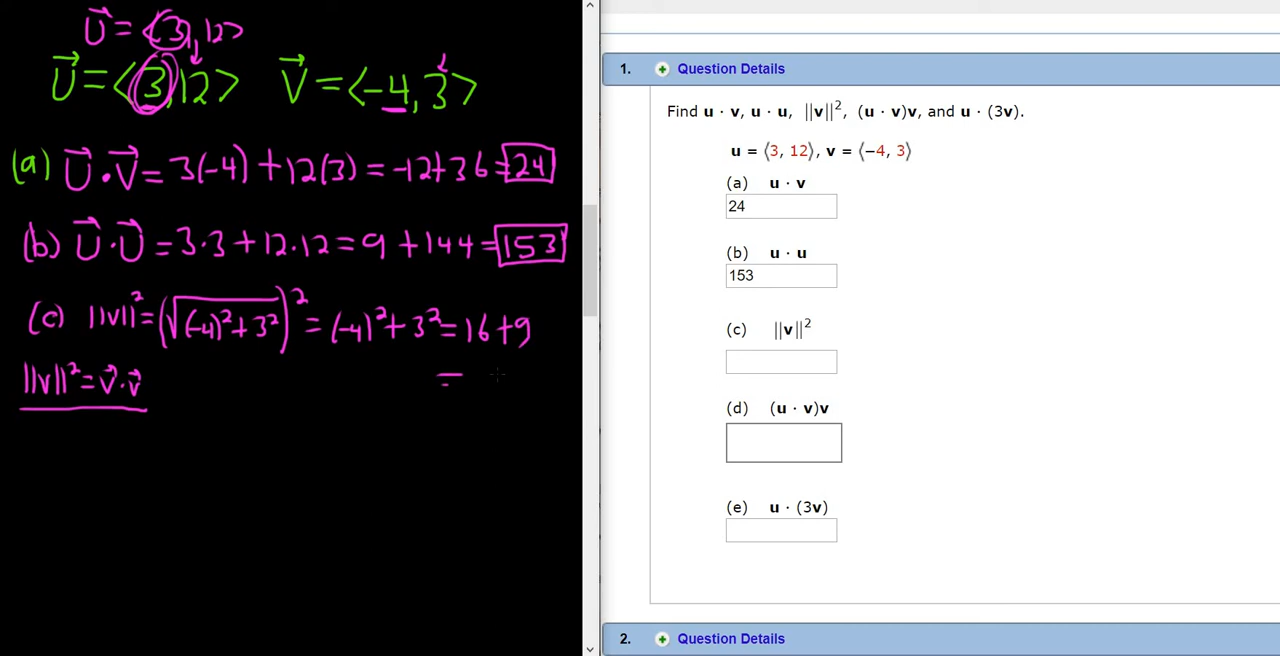 U⃗ = <3, 12>
U⃗ = <3, 12> V⃗ = <-4, 3>
(a) U⃗ · V⃗ = 3(-4) + 12(3) = -12 + 36 = 24
(b) U⃗ · U⃗ = 3·3 + 12·12 = 9 + 144 = 153
(c) ||v||² = (√((-4)² + 3²))² = (-4)² + 3² = 16 + 9
=
||v||² = v⃗ · v⃗
1. Question Details
Find u · v, u · u, ||v||², (u · v)v, and u · (3v).
u = ⟨3, 12⟩, v = ⟨−4, 3⟩
(a) u · v
24
(b) u · u
153
(c) ||v||²
(d) (u · v)v
(e) u · (3v)
2. Question Details